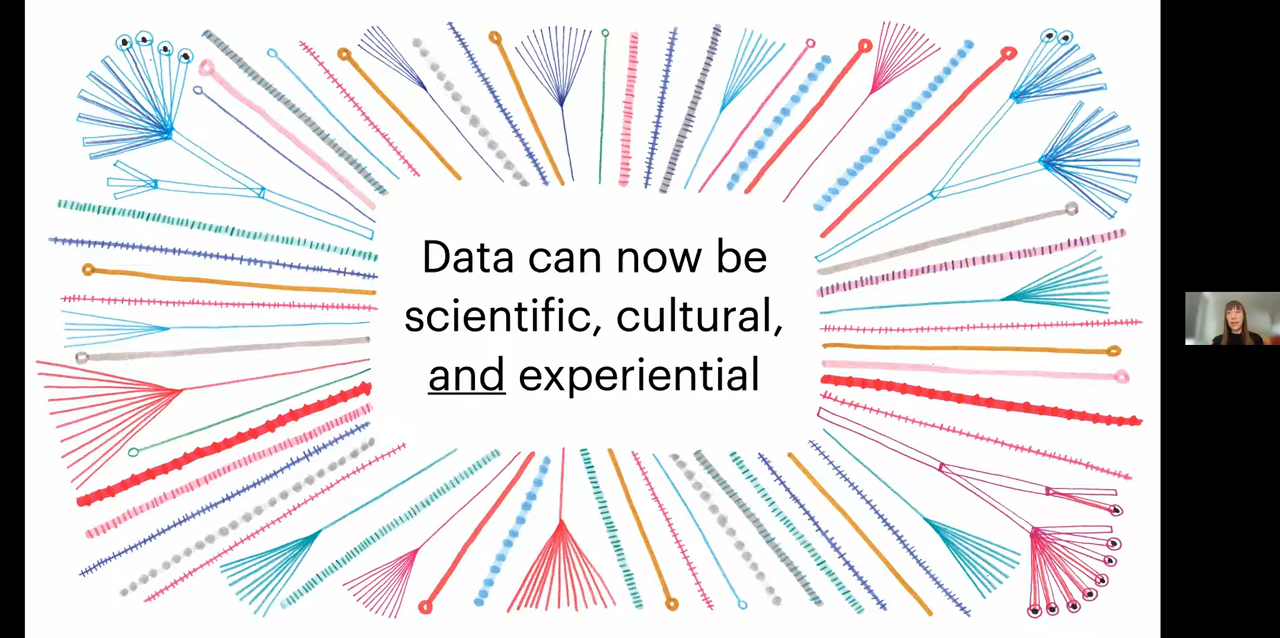 Data can now be
scientific, cultural,
and experiential